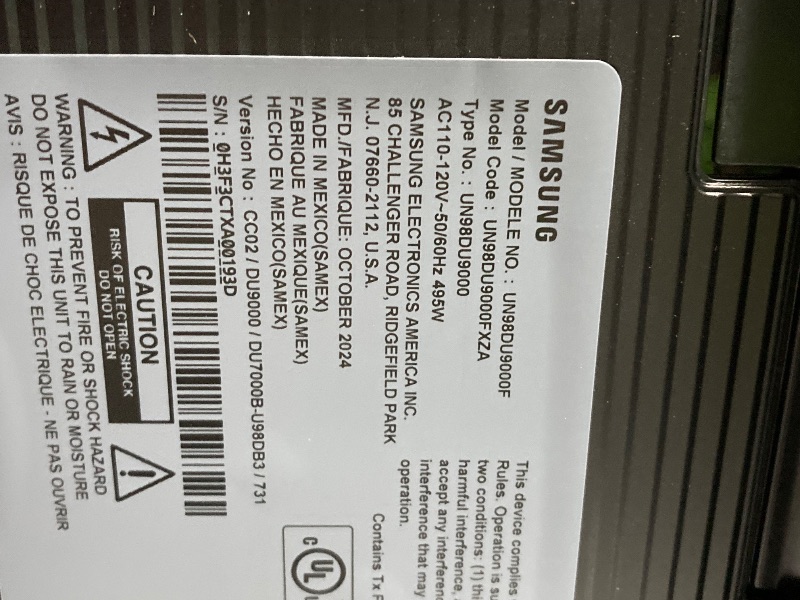 SAMSUNG
Model / MODELE NO. : UN98DU9000F
Model Code : UN98DU9000FXZA
Type No. : UN98DU9000
AC110-120V~50/60Hz 495W
SAMSUNG ELECTRONICS AMERICA INC.
85 CHALLENGER ROAD, RIDGEFIELD PARK
N.J. 07660-2112, U.S.A.
MFD./FABRIQUE: OCTOBER 2024
MADE IN MEXICO(SAMEX)
FABRIQUE AU MEXIQUE(SAMEX)
HECHO EN MEXICO(SAMEX)
Version No : CC02 / DU9000 / DU7000B-U98DB3 / 731
S/N : 0H3F3CTXA00193D
CAUTION
RISK OF ELECTRIC SHOCK
DO NOT OPEN
WARNING : TO PREVENT FIRE OR SHOCK HAZARD
DO NOT EXPOSE THIS UNIT TO RAIN OR MOISTURE
AVIS : RISQUE DE CHOC ELECTRIQUE - NE PAS OUVRIR
This device complies
Rules. Operation is
two conditions: (1)
harmful interference,
accept any
interference that may
operation.
Contains Tx
C UL